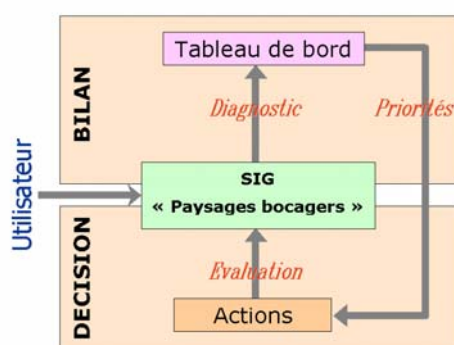 Tableau de bord
BILAN
Diagnostic
Priorités
Utilisateur
SIG
« Paysages bocagers »
DECISION
Evaluation
Actions